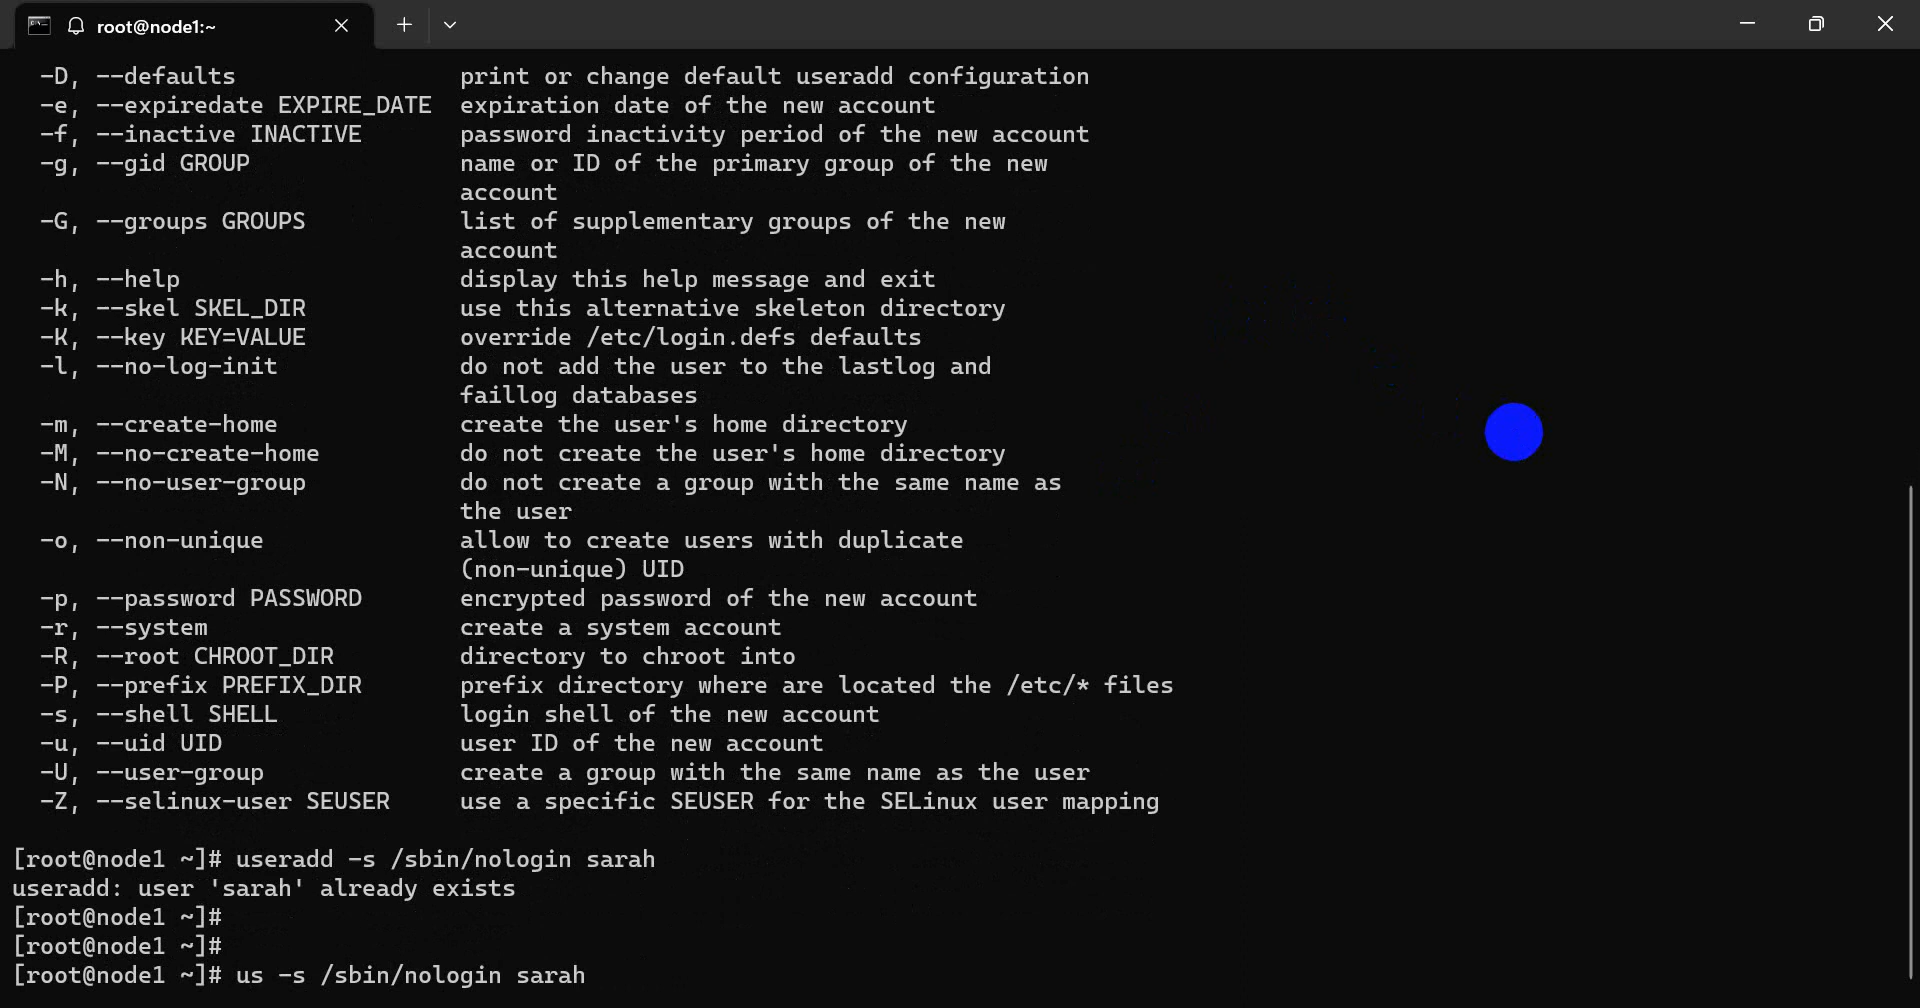 root@node1:~
-D, --defaults                print or change default useradd configuration
-e, --expiredate EXPIRE_DATE  expiration date of the new account
-f, --inactive INACTIVE       password inactivity period of the new account
-g, --gid GROUP               name or ID of the primary group of the new
                              account
-G, --groups GROUPS           list of supplementary groups of the new
                              account
-h, --help                    display this help message and exit
-k, --skel SKEL_DIR           use this alternative skeleton directory
-K, --key KEY=VALUE           override /etc/login.defs defaults
-l, --no-log-init             do not add the user to the lastlog and
                              faillog databases
-m, --create-home             create the user's home directory
-M, --no-create-home          do not create the user's home directory
-N, --no-user-group           do not create a group with the same name as
                              the user
-o, --non-unique              allow to create users with duplicate
                              (non-unique) UID
-p, --password PASSWORD       encrypted password of the new account
-r, --system                  create a system account
-R, --root CHROOT_DIR         directory to chroot into
-P, --prefix PREFIX_DIR       prefix directory where are located the /etc/* files
-s, --shell SHELL             login shell of the new account
-u, --uid UID                 user ID of the new account
-U, --user-group              create a group with the same name as the user
-Z, --selinux-user SEUSER     use a specific SEUSER for the SELinux user mapping
[root@node1 ~]# useradd -s /sbin/nologin sarah
useradd: user 'sarah' already exists
[root@node1 ~]#
[root@node1 ~]#
[root@node1 ~]# us -s /sbin/nologin sarah